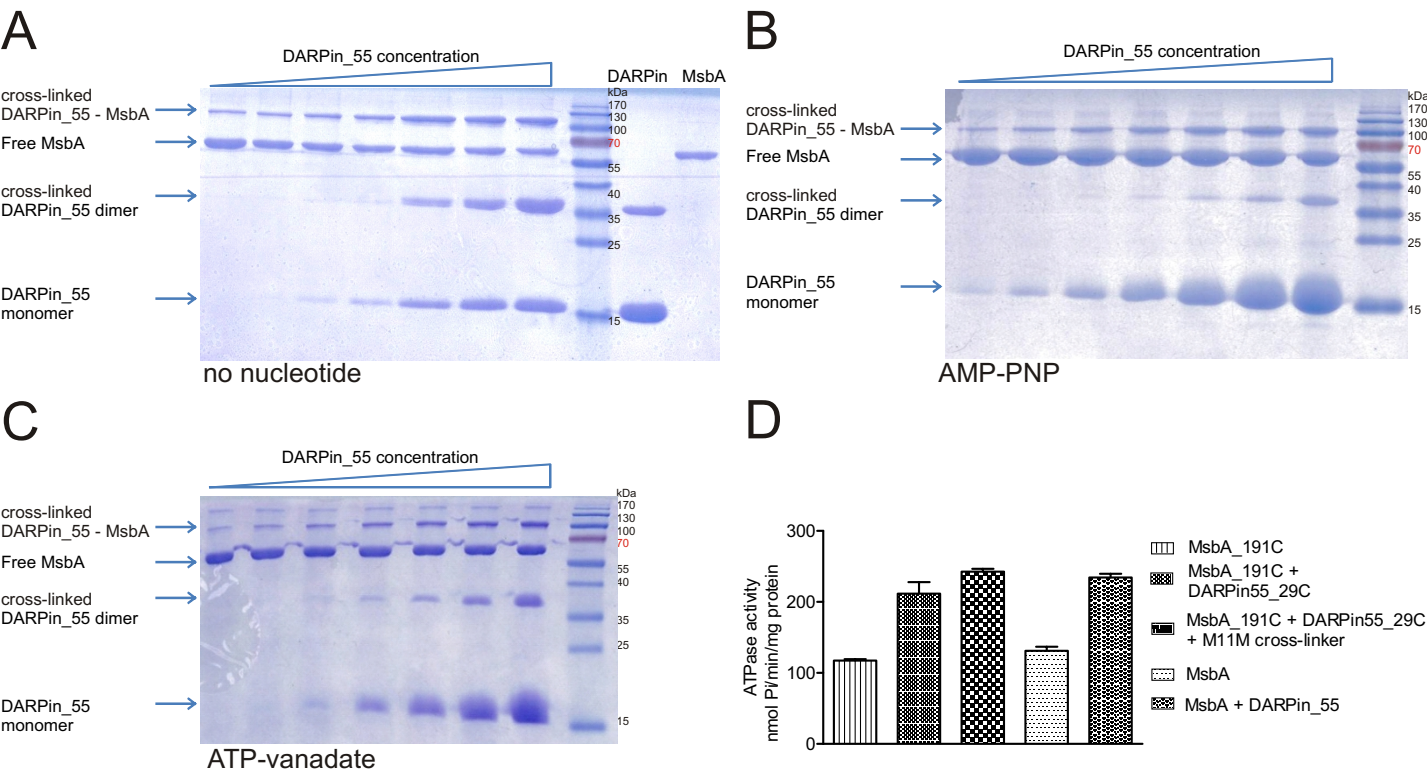 A
DARPin_55 concentration
DARPin MsbA
cross-linked
DARPin_55 - MsbA
Free MsbA
cross-linked
DARPin_55 dimer
DARPin_55
monomer
kDa
170
130
100
70
55
40
35
25
15
no nucleotide
B
DARPin_55 concentration
cross-linked
DARPin_55 - MsbA
Free MsbA
cross-linked
DARPin_55 dimer
DARPin_55
monomer
kDa
170
130
100
70
55
40
35
25
15
AMP-PNP
C
DARPin_55 concentration
cross-linked
DARPin_55 - MsbA
Free MsbA
cross-linked
DARPin_55 dimer
DARPin_55
monomer
kDa
170
130
100
70
55
40
35
25
15
ATP-vanadate
D
ATPase activity
nmol Pi/min/mg protein
300
200
100
0
MsbA_191C
MsbA_191C +
DARPin55_29C
MsbA_191C + DARPin55_29C
+ M11M cross-linker
MsbA
MsbA + DARPin_55